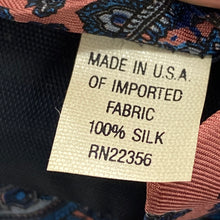 MADE IN U.S.A.
OF IMPORTED
FABRIC
100% SILK
RN22356